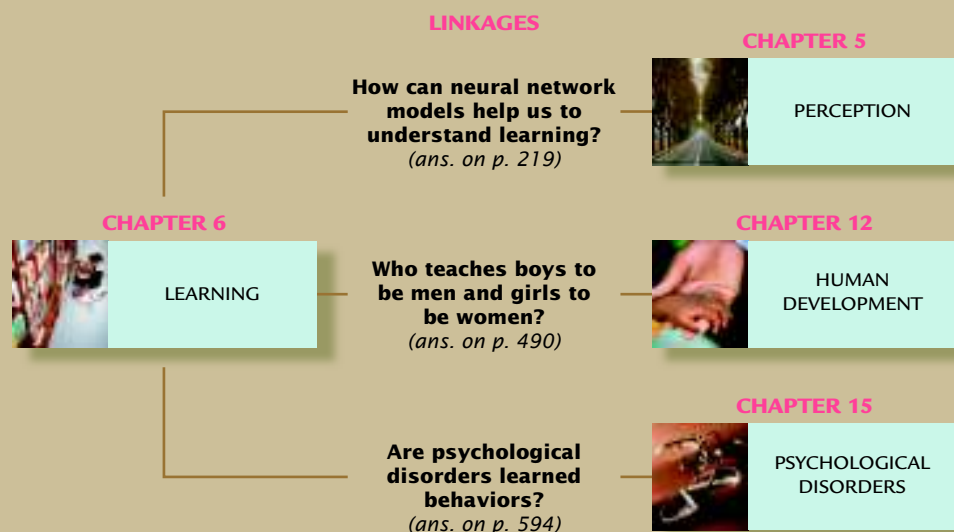 LINKAGES
CHAPTER 5
How can neural network
models help us to
understand learning?
(ans. on p. 219)
PERCEPTION
CHAPTER 6
LEARNING
CHAPTER 12
Who teaches boys to
be men and girls to
be women?
(ans. on p. 490)
HUMAN
DEVELOPMENT
CHAPTER 15
Are psychological
disorders learned
behaviors?
(ans. on p. 594)
PSYCHOLOGICAL
DISORDERS